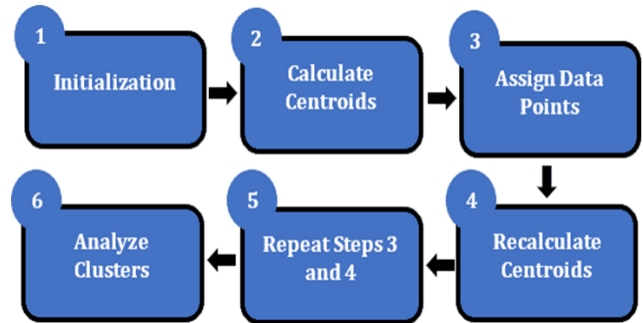 1
Initialization
2
Calculate
Centroids
3
Assign Data
Points
4
Recalculate
Centroids
5
Repeat Steps 3
and 4
6
Analyze
Clusters